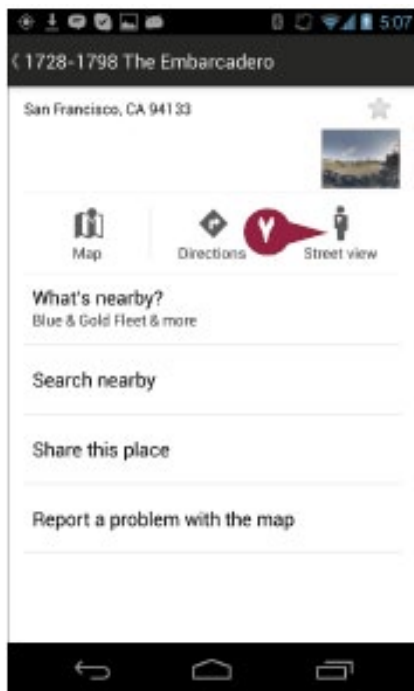 5:07
1728-1798 The Embarcadero
San Francisco, CA 94133
Map
Directions
۷
Street view
What's nearby?
Blue & Gold Fleet & more
Search nearby
Share this place
Report a problem with the map